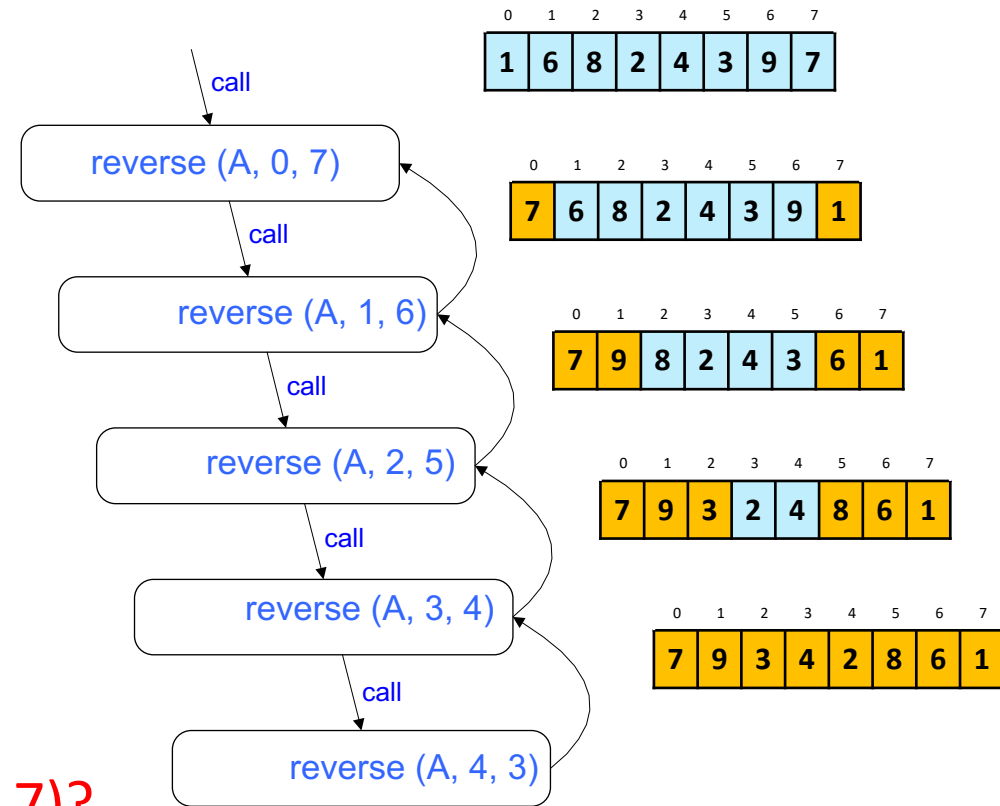 0 1 2 3 4 5 6 7
1 6 8 2 4 3 9 7
call
reverse (A, 0, 7)
0 1 2 3 4 5 6 7
7 6 8 2 4 3 9 1
call
reverse (A, 1, 6)
0 1 2 3 4 5 6 7
7 9 8 2 4 3 6 1
call
reverse (A, 2, 5)
0 1 2 3 4 5 6 7
7 9 3 2 4 8 6 1
call
reverse (A, 3, 4)
0 1 2 3 4 5 6 7
7 9 3 4 2 8 6 1
call
reverse (A, 4, 3)
7)?